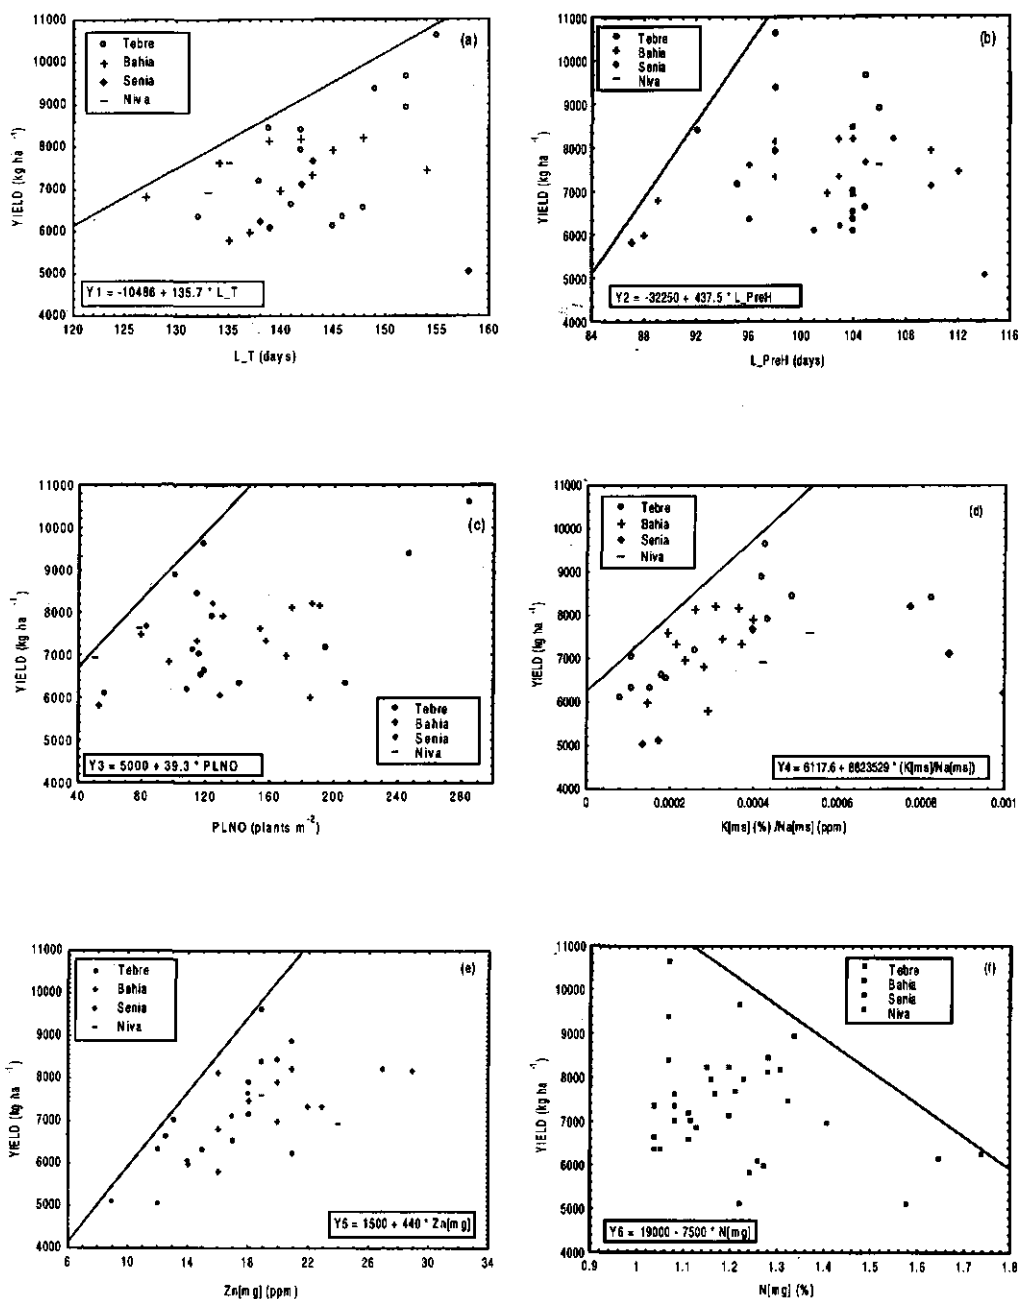 (a)
Tebre
Bahia
Senia
Niva
YIELD (kg ha -1)
11000
10000
9000
8000
7000
6000
5000
4000
Y1 = -10486 + 135.7 * L_T
120 125 130 135 140 145 150 155 160
L_T (days)
(b)
Tebre
Bahia
Senia
Niva
YIELD (kg ha -1)
11000
10000
9000
8000
7000
6000
5000
4000
Y2 = -32250 + 437.5 * L_PreH
84 88 92 96 100 104 108 112 116
L_PreH (days)
(c)
YIELD (kg ha -1)
11000
10000
9000
8000
7000
6000
5000
4000
Tebre
Bahia
Senia
Niva
Y3 = 5000 + 39.3 * PLNO
40 80 120 160 200 240 280
PLNO (plants m-2)
(d)
Tebre
Bahia
Senia
Niva
YIELD (kg ha -1)
11000
10000
9000
8000
7000
6000
5000
4000
Y4 = 6117.6 + 8823529 * (K[ms]/Na[ms])
0 0.0002 0.0004 0.0006 0.0008 0.001
K[ms] (%) /Na[ms] (ppm)
(e)
Tebre
Bahia
Senia
Niva
YIELD (kg ha -1)
11000
10000
9000
8000
7000
6000
5000
4000
Y5 = 1500 + 440 * Zn[mg]
6 10 14 18 22 26 30 34
Zn[mg] (ppm)
(f)
Tebre
Bahia
Senia
Niva
YIELD (kg ha -1)
11000
10000
9000
8000
7000
6000
5000
4000
Y6 = 19000 - 7500 * N[mg]
0.9 1 1.1 1.2 1.3 1.4 1.5 1.6 1.7 1.8
N[mg] (%)